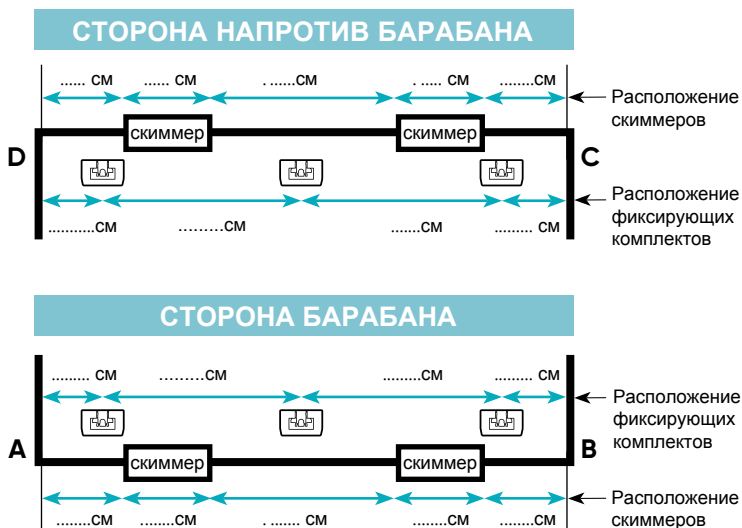 СТОРОНА НАПРОТИВ БАРАБАНА
...... см ...... см . ......см . ..... см ........см
Расположение
скиммеров
скиммер скиммер
D C
Расположение
фиксирующих
комплектов
..........см .........см .......см ......... см
СТОРОНА БАРАБАНА
......... см .........см ........см ......... см
Расположение
фиксирующих
комплектов
A B
скиммер скиммер
Расположение
скиммеров
........см ........см . ....... см ........см ........см